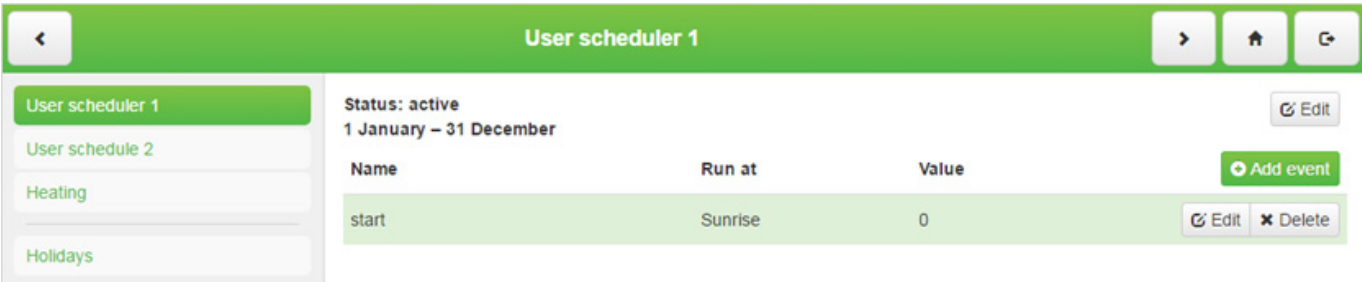 User scheduler 1
User scheduler 1
User schedule 2
Heating
Holidays
Status: active
1 January – 31 December
Edit
Name Run at Value Add event
start Sunrise 0 Edit Delete